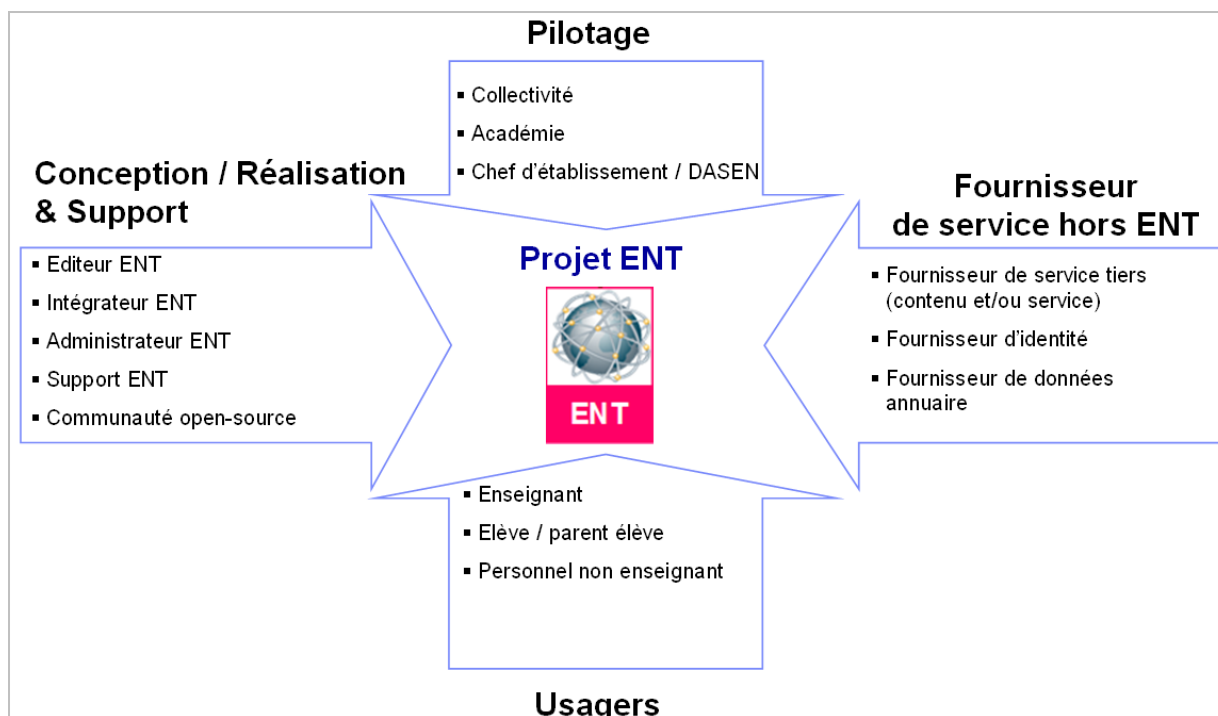 Pilotage
▪ Collectivité
▪ Académie
▪ Chef d'établissement / DASEN
Conception / Réalisation
& Support
▪ Editeur ENT
▪ Intégrateur ENT
▪ Administrateur ENT
▪ Support ENT
▪ Communauté open-source
Projet ENT
ENT
Fournisseur
de service hors ENT
▪ Fournisseur de service tiers
(contenu et/ou service)
▪ Fournisseur d'identité
▪ Fournisseur de données
annuaire
▪ Enseignant
▪ Elève / parent élève
▪ Personnel non enseignant
Usagers